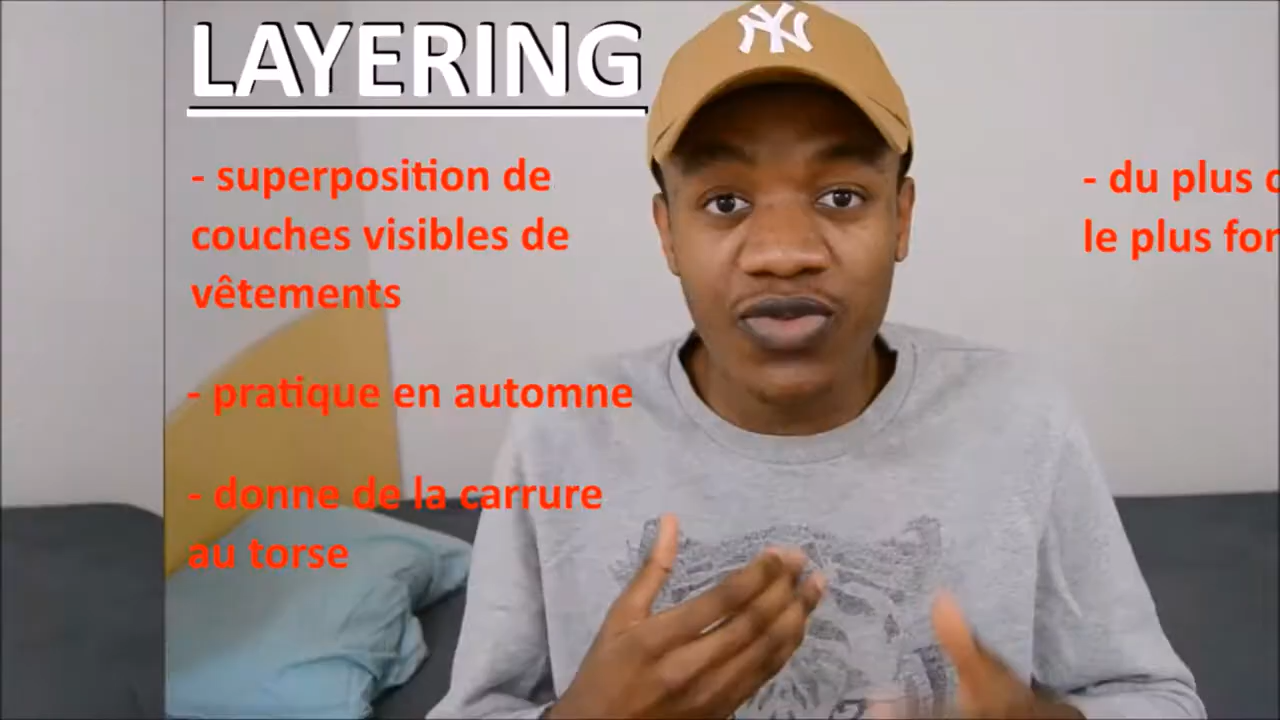 LAYERING
- superposition de
couches visibles de
vêtements
- pratique en automne
- donne de la carrure
au torse
- du plus
le plus
NY